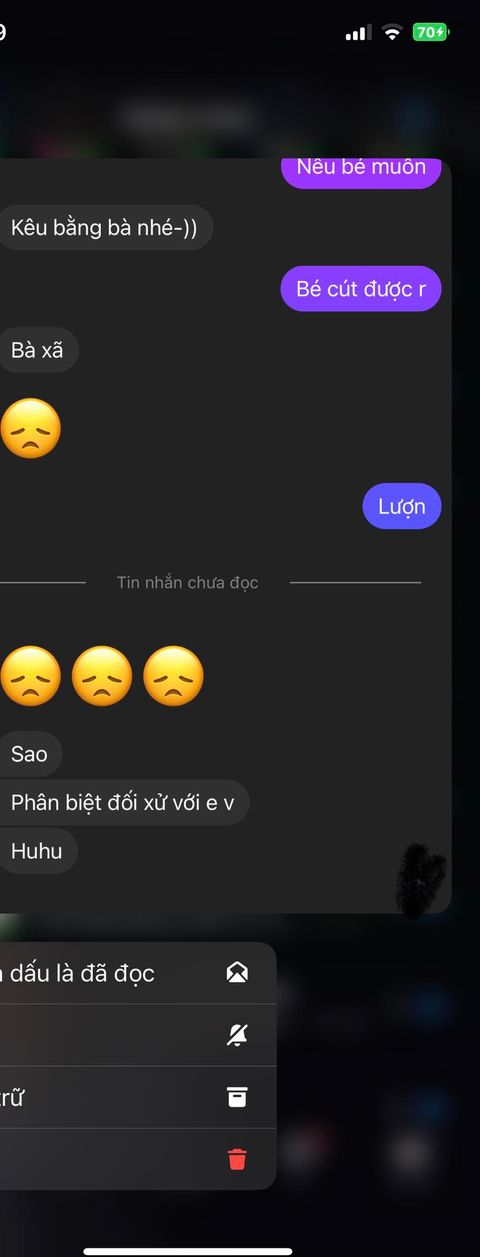 9
70
Nếu bé muốn
Kêu bằng bà nhé-))
Bé cút được r
Bà xã
😞
Lượn
Tin nhắn chưa đọc
😞😞😞
Sao
Phân biệt đối xử với e v
Huhu
dấu là đã đọc
trữ